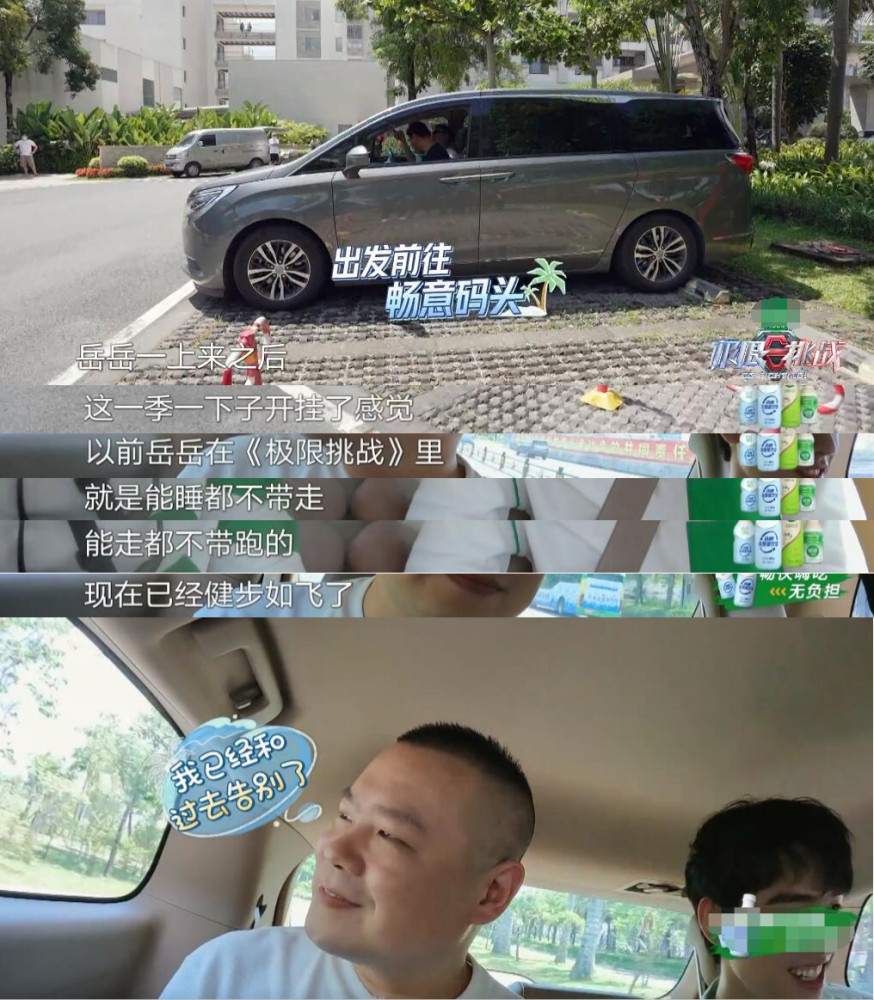 出发前往
畅意码头
极限挑战
岳岳一上来之后
这一季一下子开挂了感觉
以前岳岳在《极限挑战》里
就是能睡都不带走
能走都不带跑的
现在已经健步如飞了
无负担
我已经和
过去告别了